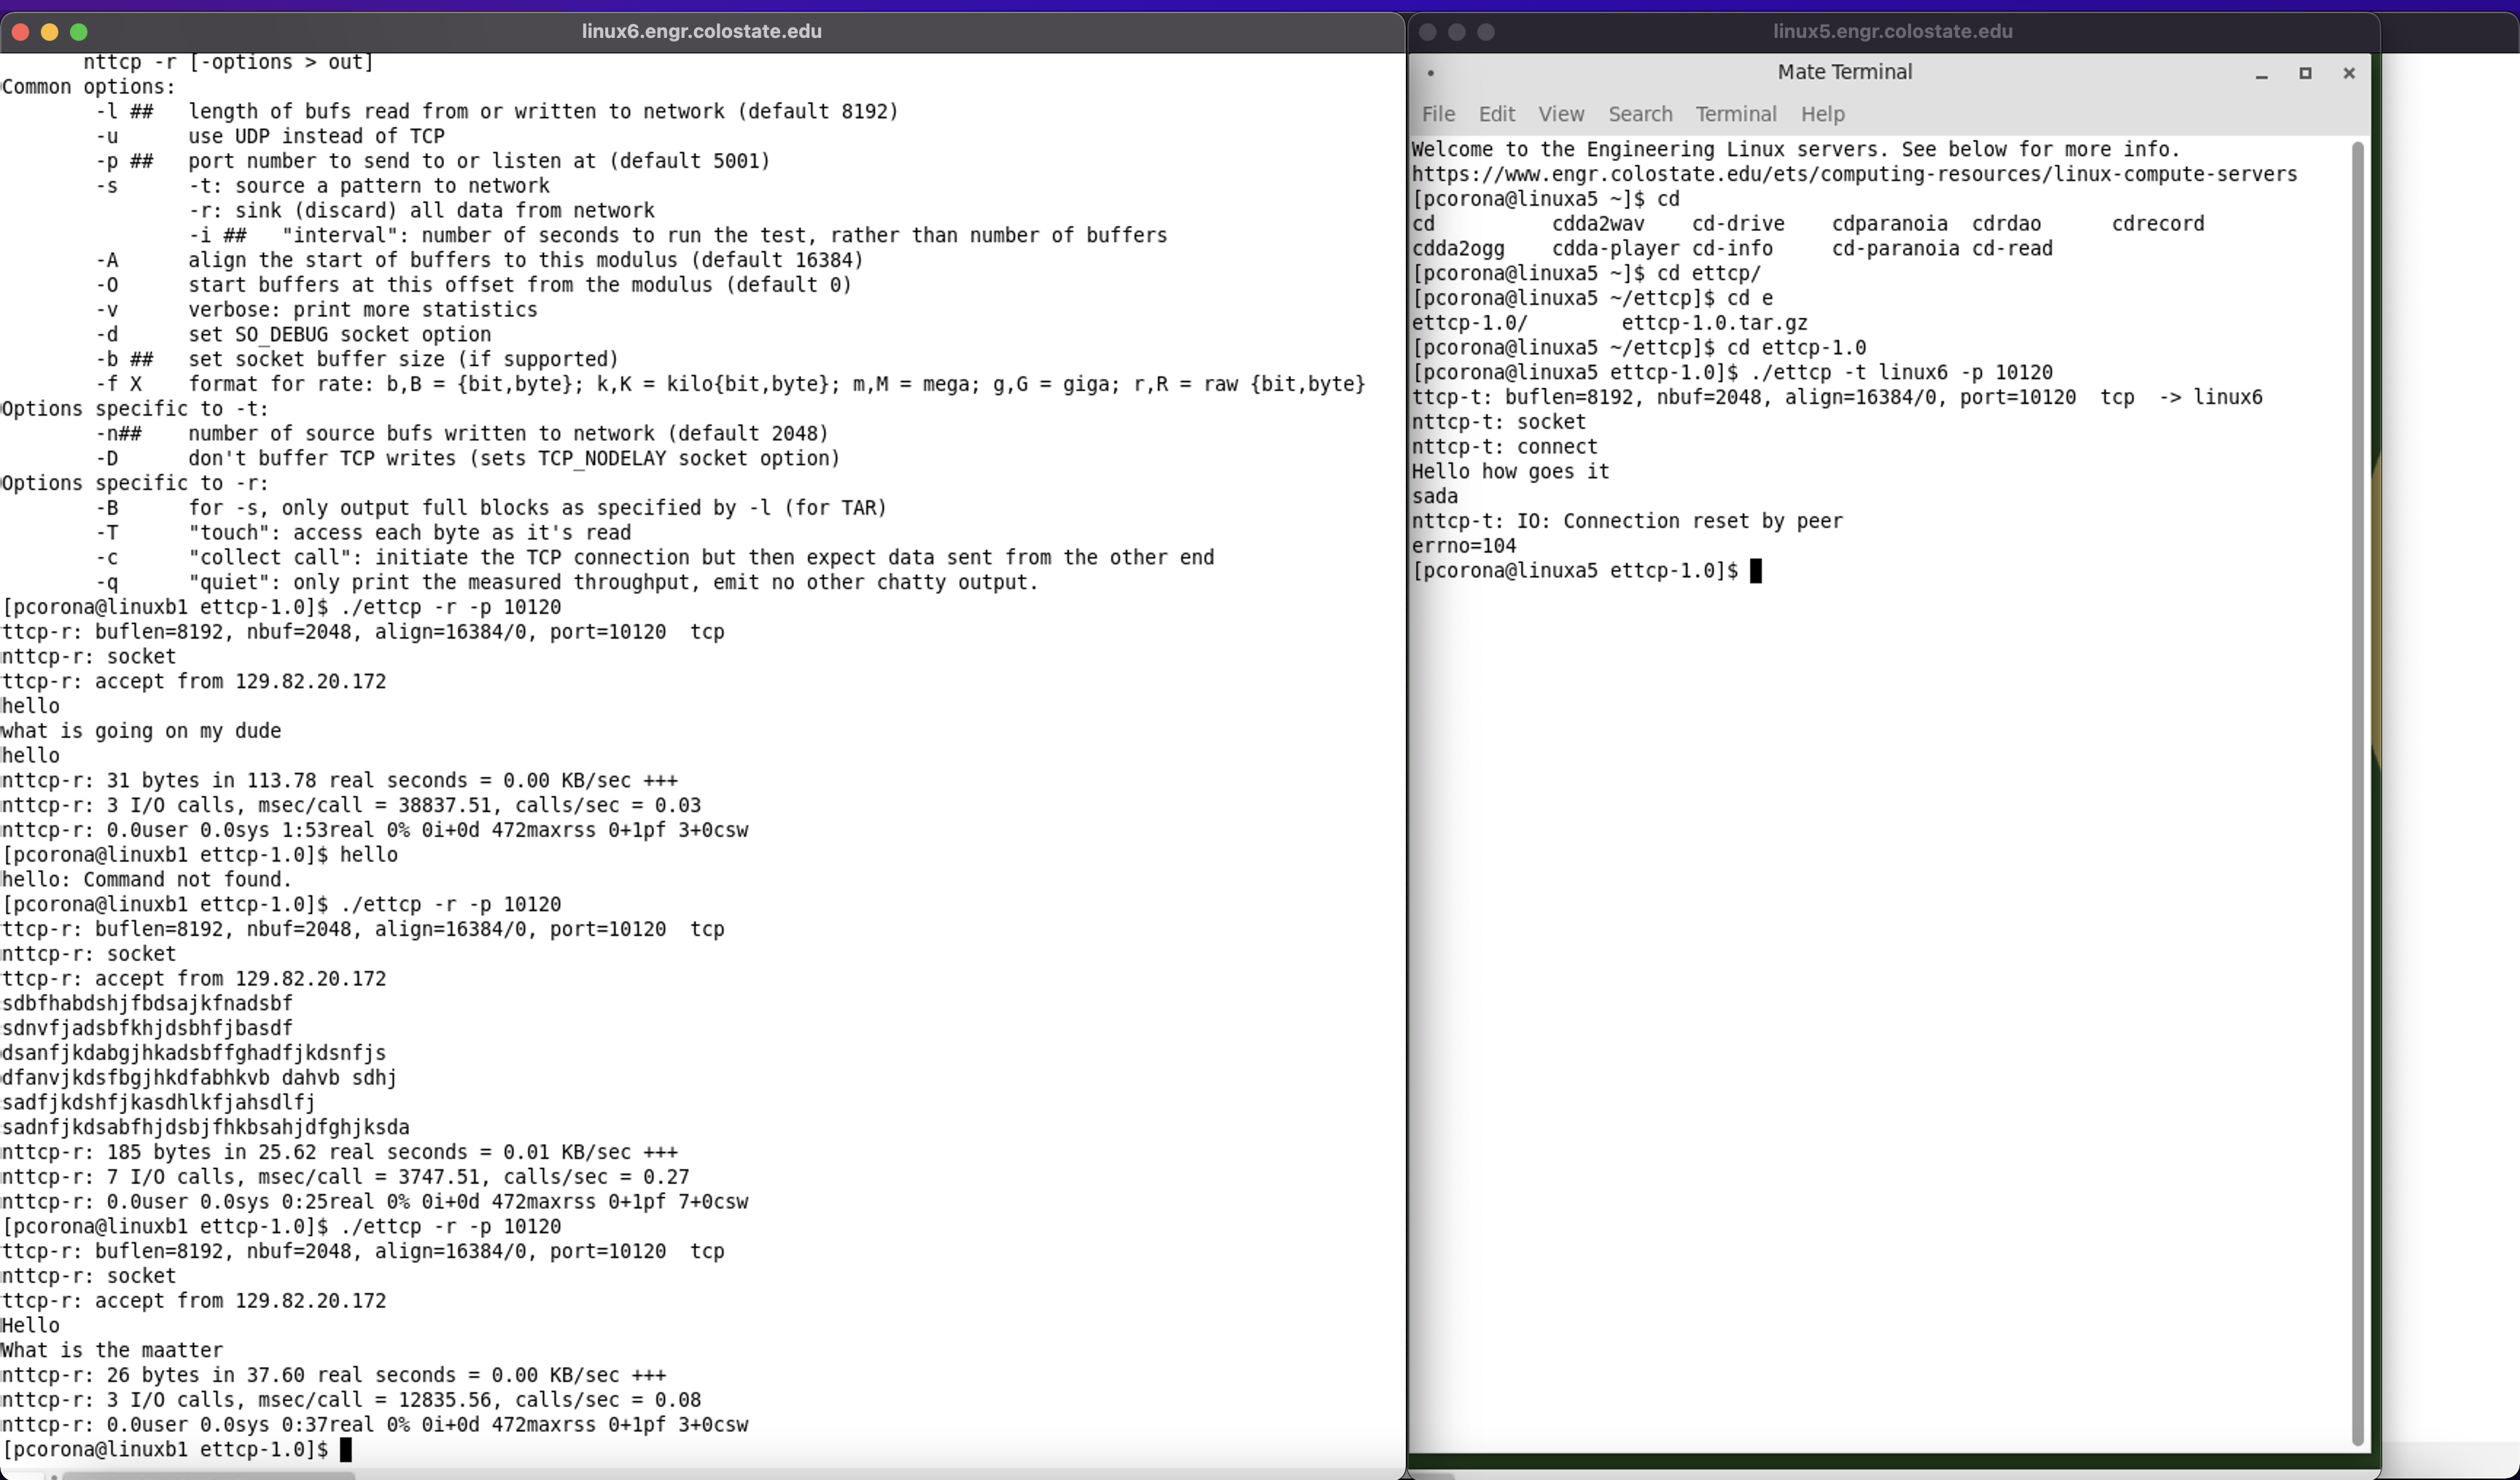 linux6.engr.colostate.edu
nttcp -r [-options > out]
Common options:
-l ## length of bufs read from or written to network (default 8192)
-u use UDP instead of TCP
-p ## port number to send to or listen at (default 5001)
-s -t: source a pattern to network
-r: sink (discard) all data from network
-i ## "interval": number of seconds to run the test, rather than number of buffers
-A align the start of buffers to this modulus (default 16384)
-O start buffers at this offset from the modulus (default 0)
-v verbose: print more statistics
-d set SO_DEBUG socket option
-b ## set socket buffer size (if supported)
-f X format for rate: b,B = {bit,byte}; k,K = kilo{bit,byte}; m,M = mega; g,G = giga; r,R = raw {bit,byte}
Options specific to -t:
-n## number of source bufs written to network (default 2048)
-D don't buffer TCP writes (sets TCP_NODELAY socket option)
Options specific to -r:
-B for -s, only output full blocks as specified by -l (for TAR)
-T "touch": access each byte as it's read
-c "collect call": initiate the TCP connection but then expect data sent from the other end
-q "quiet": only print the measured throughput, emit no other chatty output.
[pcorona@linuxb1 ettcp-1.0]$ ./ettcp -r -p 10120
ttcp-r: buflen=8192, nbuf=2048, align=16384/0, port=10120 tcp
nttcp-r: socket
ttcp-r: accept from 129.82.20.172
hello
what is going on my dude
hello
nttcp-r: 31 bytes in 113.78 real seconds = 0.00 KB/sec +++
nttcp-r: 3 I/O calls, msec/call = 38837.51, calls/sec = 0.03
nttcp-r: 0.0user 0.0sys 1:53real 0% 0i+0d 472maxrss 0+1pf 3+0csw
[pcorona@linuxb1 ettcp-1.0]$ hello
hello: Command not found.
[pcorona@linuxb1 ettcp-1.0]$ ./ettcp -r -p 10120
ttcp-r: buflen=8192, nbuf=2048, align=16384/0, port=10120 tcp
nttcp-r: socket
ttcp-r: accept from 129.82.20.172
sdbfhabdshjfbdsajkfnadsbf
sdnvfjadsbfkhjdsbhfjbasdf
dsanfjkdabgjhkadsbffghadfjkdsnfjs
dfanvjkdsfbgjhkdfabhkvb dahvb sdhj
sadfjkdshfjkasdhlkfjahsdlfj
sadnfjkdsabfhjdsbjfhkbsahjdfghjksda
nttcp-r: 185 bytes in 25.62 real seconds = 0.01 KB/sec +++
nttcp-r: 7 I/O calls, msec/call = 3747.51, calls/sec = 0.27
nttcp-r: 0.0user 0.0sys 0:25real 0% 0i+0d 472maxrss 0+1pf 7+0csw
[pcorona@linuxb1 ettcp-1.0]$ ./ettcp -r -p 10120
ttcp-r: buflen=8192, nbuf=2048, align=16384/0, port=10120 tcp
nttcp-r: socket
ttcp-r: accept from 129.82.20.172
Hello
What is the maatter
nttcp-r: 26 bytes in 37.60 real seconds = 0.00 KB/sec +++
nttcp-r: 3 I/O calls, msec/call = 12835.56, calls/sec = 0.08
nttcp-r: 0.0user 0.0sys 0:37real 0% 0i+0d 472maxrss 0+1pf 3+0csw
[pcorona@linuxb1 ettcp-1.0]$
linux5.engr.colostate.edu
Mate Terminal
File Edit View Search Terminal Help
Welcome to the Engineering Linux servers. See below for more info.
https://www.engr.colostate.edu/ets/computing-resources/linux-compute-servers
[pcorona@linuxa5 ~]$ cd
cd cdda2wav cd-drive cdparanoia cdrdao cdrecord
cdda2ogg cdda-player cd-info cd-paranoia cd-read
[pcorona@linuxa5 ~]$ cd ettcp/
[pcorona@linuxa5 ~/ettcp]$ cd e
ettcp-1.0/ ettcp-1.0.tar.gz
[pcorona@linuxa5 ~/ettcp]$ cd ettcp-1.0
[pcorona@linuxa5 ettcp-1.0]$ ./ettcp -t linux6 -p 10120
ttcp-t: buflen=8192, nbuf=2048, align=16384/0, port=10120 tcp -> linux6
nttcp-t: socket
nttcp-t: connect
Hello how goes it
sada
nttcp-t: IO: Connection reset by peer
errno=104
[pcorona@linuxa5 ettcp-1.0]$